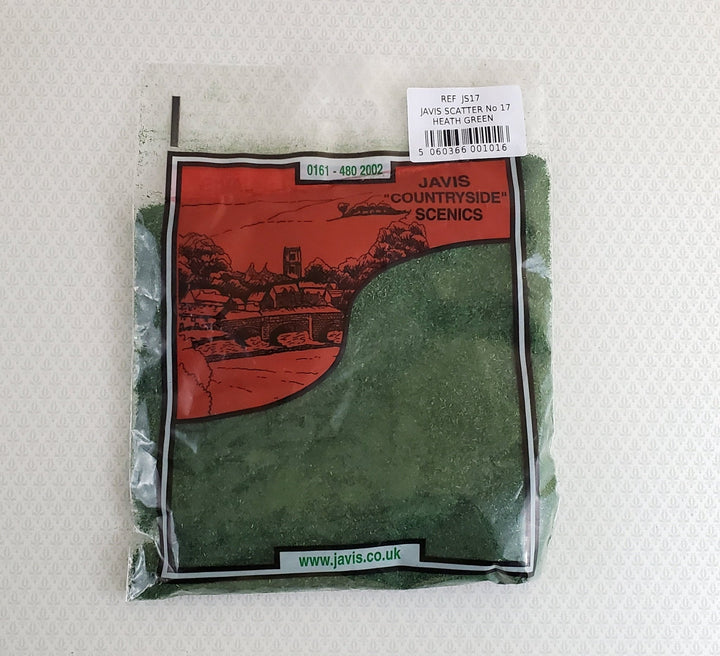 REF JS17
JAVIS SCATTER No 17
HEATH GREEN
5 060366 001016
0161 - 480 2002
JAVIS
"COUNTRYSIDE"
SCENICS
www.javis.co.uk